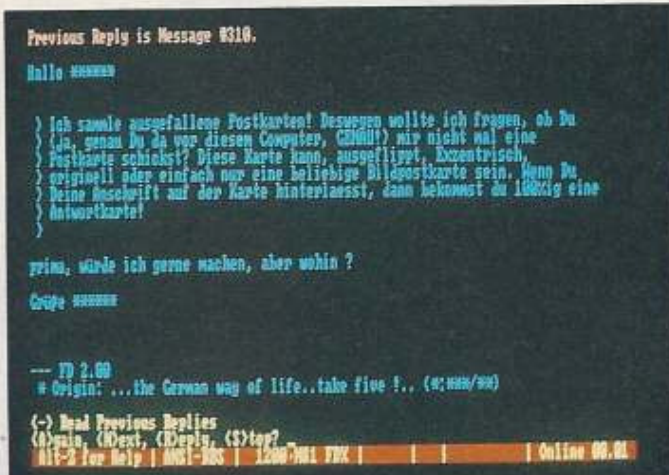 Previous Reply is Message #310.
Hallo ******
> Ich sammle ausgefallene Postkarten! Deswegen wollte ich fragen, ob Du
> (Ja, genau Du da vor diesem Computer, GENAU!) mir nicht mal eine
> Postkarte schickst? Diese Karte kann, ausgeflippt, Exzentrisch,
> originell oder einfach nur eine beliebige Bildpostkarte sein. Wenn Du
> Deine Anschrift auf der Karte hinterlaesst, dann bekommst du 100%ig eine
> Antwortkarte!
>
prima, würde ich gerne machen, aber wohin ?
Grüße ******
--- FD 2.00
* Origin: ...the German way of life..take five !.. (*:***/**)
(-) Read Previous Replies
(A)gain, (N)ext, (R)eply, (S)top?
Alt-Z for Help | ANSI-BBS | 1200·N81 FDX | | | | Online 00.01